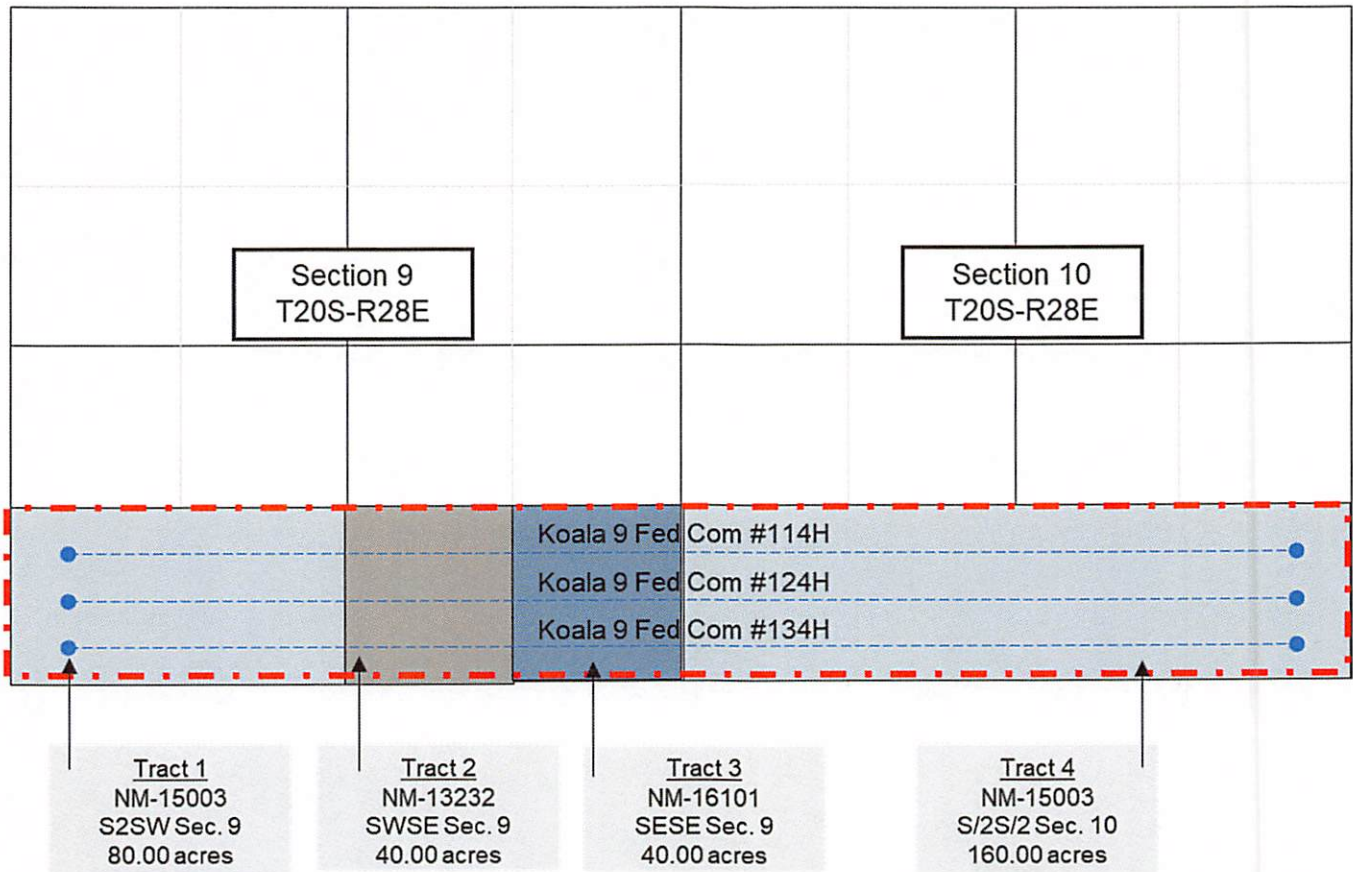 Section 9
T20S-R28E
Section 10
T20S-R28E
Koala 9 Fed Com #114H
Koala 9 Fed Com #124H
Koala 9 Fed Com #134H
Tract 1
NM-15003
S2SW Sec. 9
80.00 acres
Tract 2
NM-13232
SWSE Sec. 9
40.00 acres
Tract 3
NM-16101
SESE Sec. 9
40.00 acres
Tract 4
NM-15003
S/2S/2 Sec. 10
160.00 acres